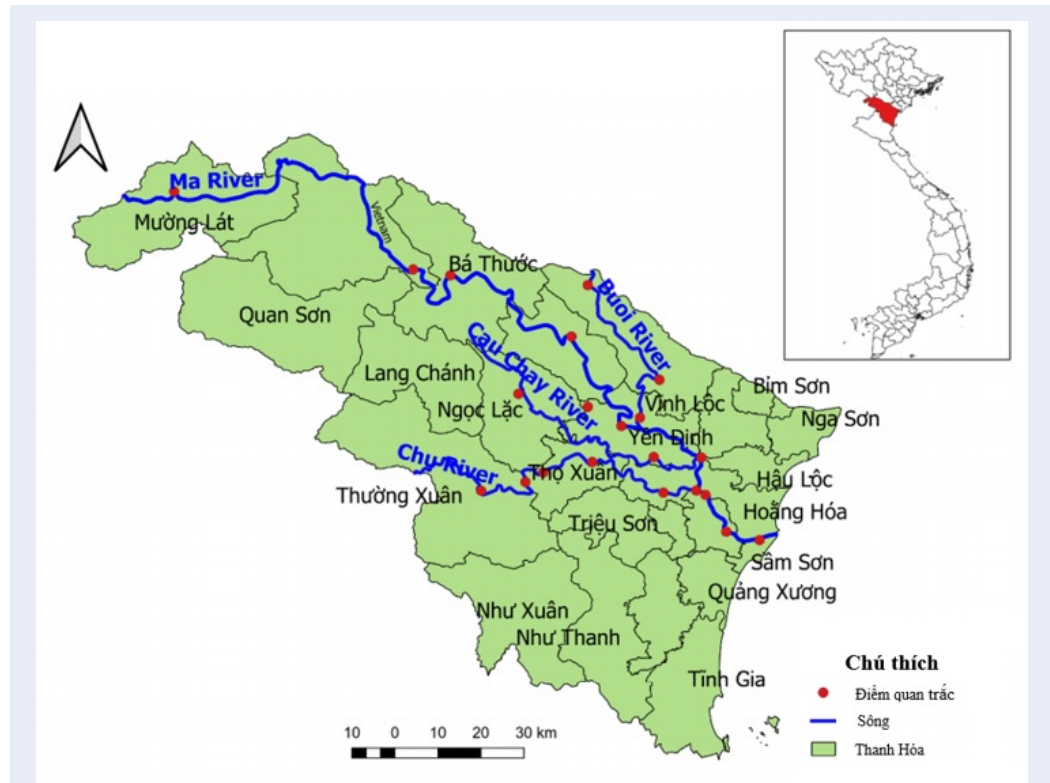 Ma River
Mường Lát
Vietnam
Bá Thước
Buoi River
Quan Sơn
Cau Chay River
Lang Chánh
Ngọc Lặc
Bỉm Sơn
Vĩnh Lộc
Nga Sơn
Yên Định
Chu River
Thọ Xuân
Hậu Lộc
Thường Xuân
Hoằng Hóa
Triệu Sơn
Sầm Sơn
Quảng Xương
Như Xuân
Như Thanh
Tĩnh Gia
Chú thích
Điểm quan trắc
Sông
Thanh Hóa
10 0 10 20 30 km